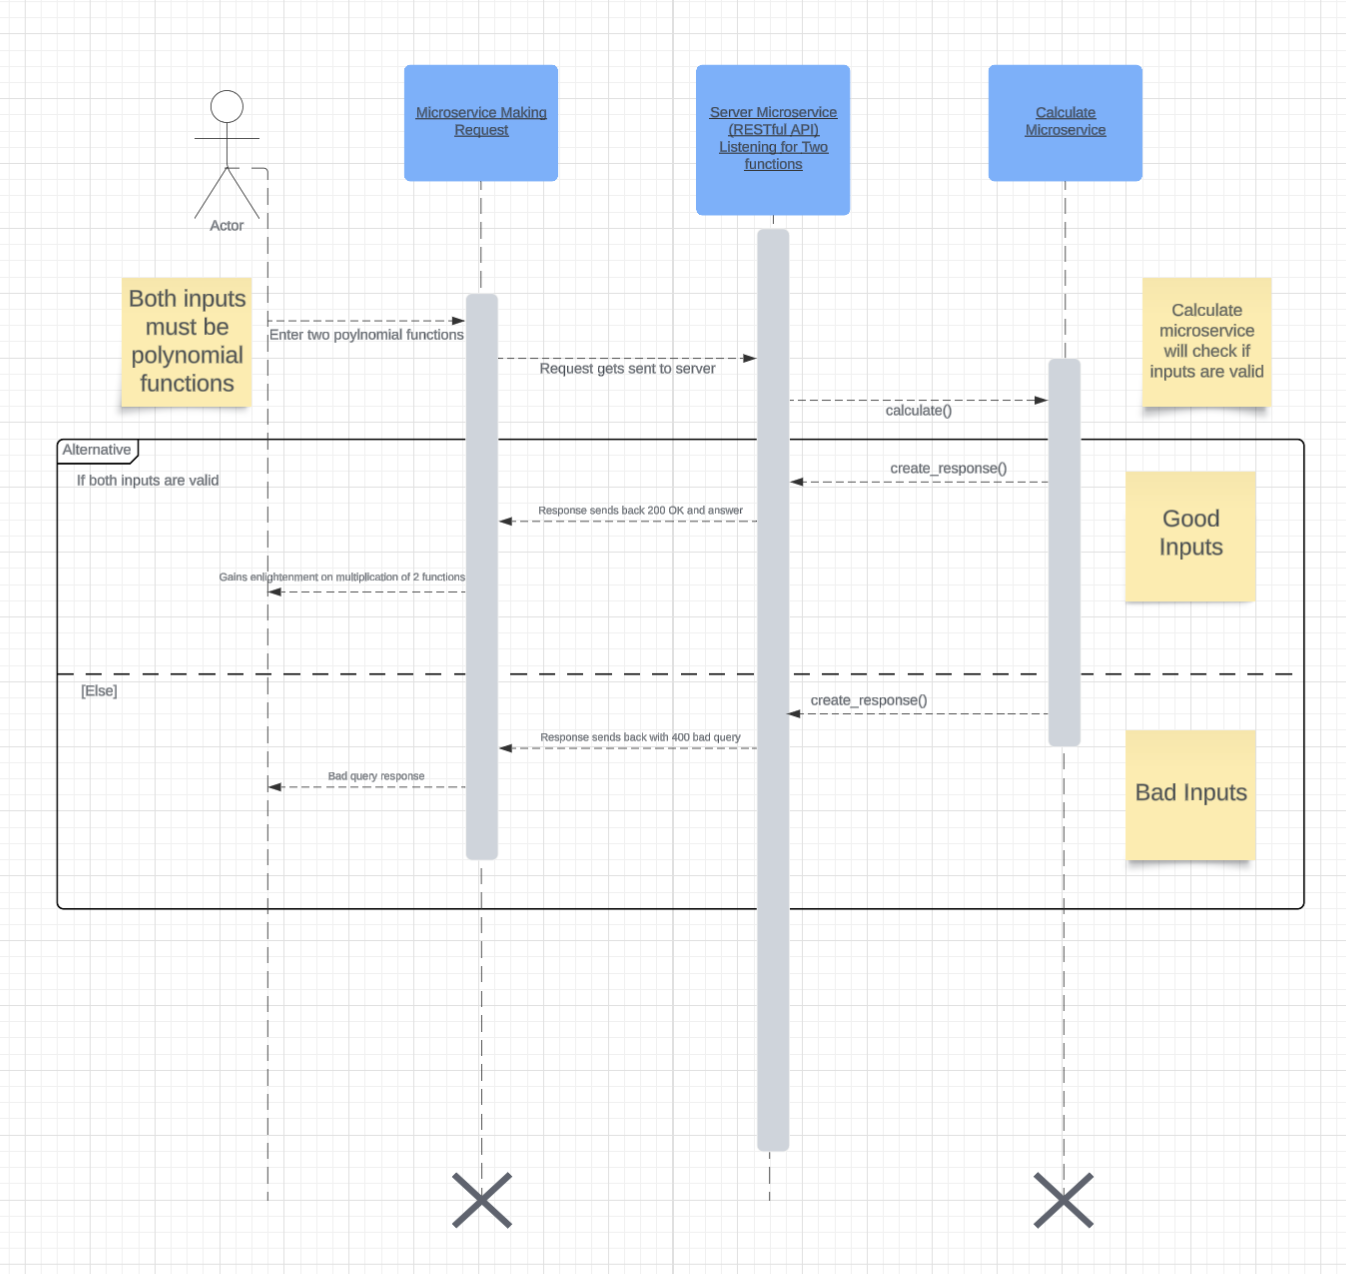 Microservice Making
Request
Server Microservice
(RESTful API)
Listening for Two
functions
Calculate
Microservice
Actor
Both inputs
must be
polynomial
functions
Calculate
microservice
will check if
inputs are valid
Enter two poylnomial functions
Request gets sent to server
calculate()
Alternative
If both inputs are valid
create_response()
Response sends back 200 OK and answer
Good
Inputs
Gains enlightenment on multiplication of 2 functions
[Else]
create_response()
Response sends back with 400 bad query
Bad query response
Bad Inputs